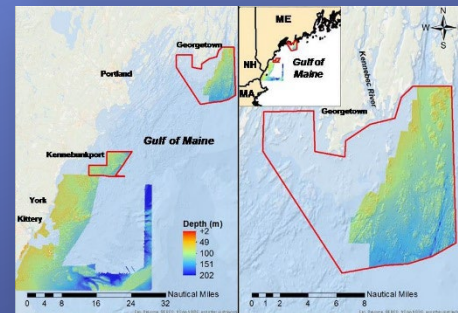 Georgetown
Portland
Gulf of Maine
Kennebunkport
York
Kittery
Depth (m)
+2
49
100
151
202
Nautical Miles
0 4 8 16 24 32
ME
NH
MA
Gulf of
Maine
N
W E
S
Kennebec River
Georgetown
Nautical Miles
0 1 2 4 6 8